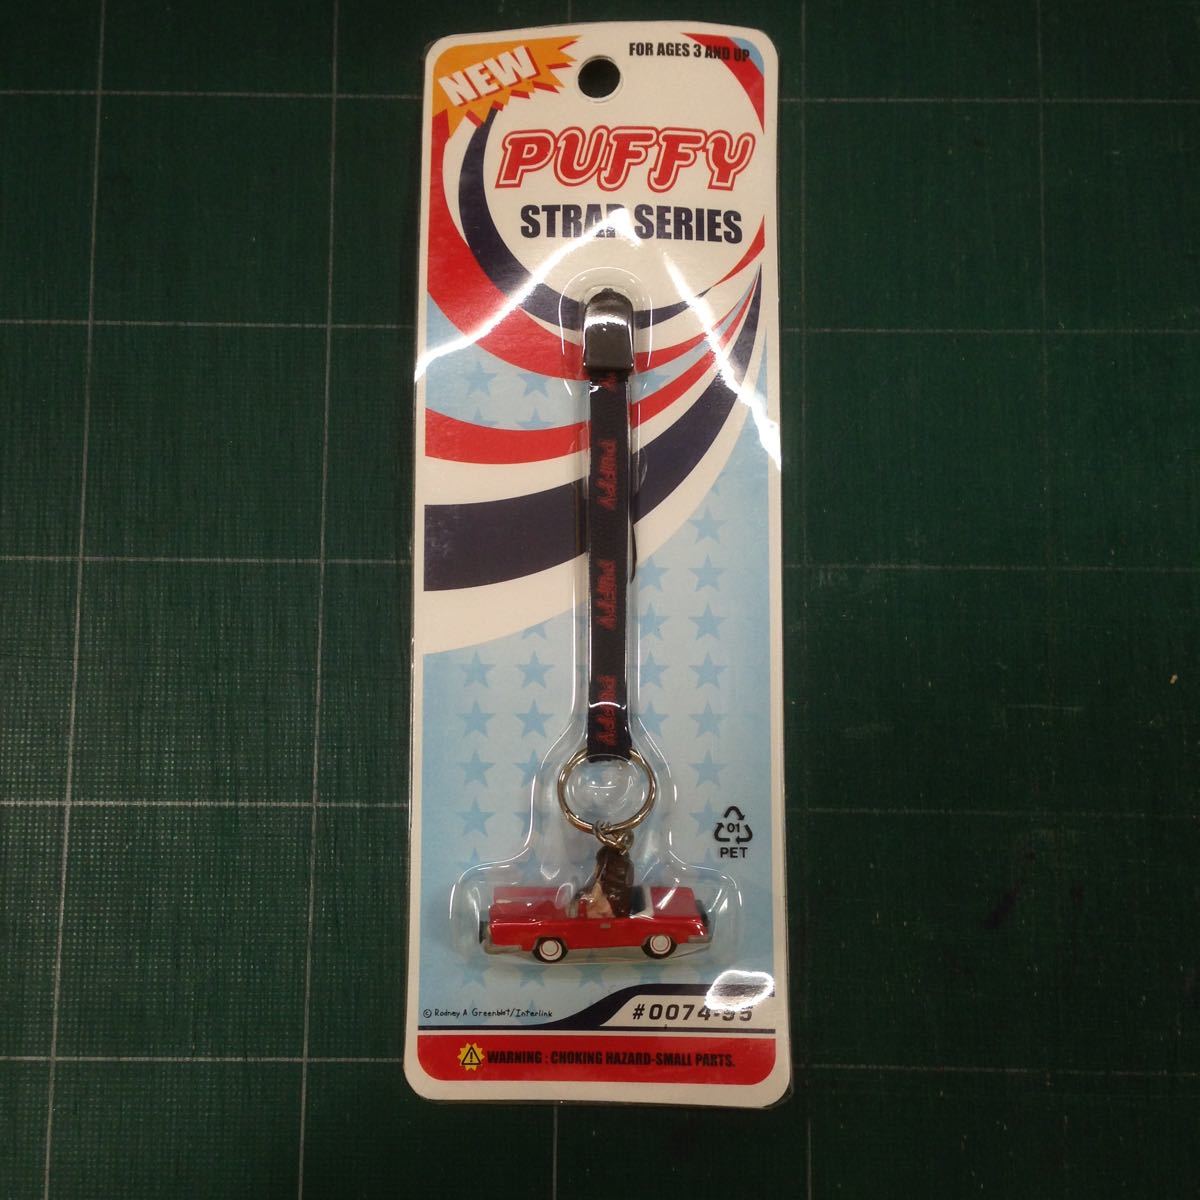 NEW
FOR AGES 3 AND UP
PUFFY
STRAP SERIES
PUFFY
PUFFY
PUFFY
01
PET
© Rodney A Greenblat/Interlink
#0074-95
WARNING : CHOKING HAZARD-SMALL PARTS.